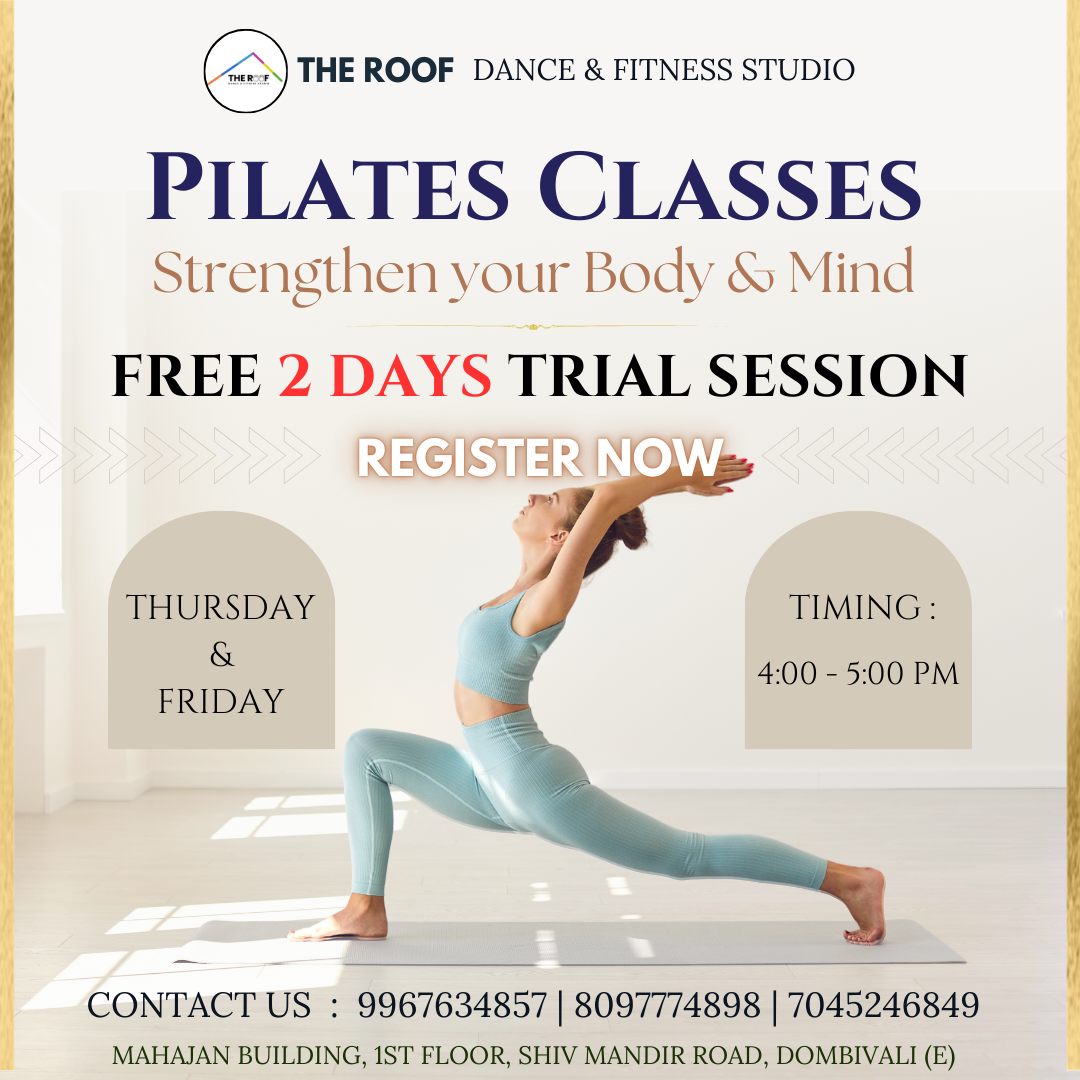 THE ROOF
THE ROOF DANCE & FITNESS STUDIO
PILATES CLASSES
Strengthen your Body & Mind
FREE 2 DAYS TRIAL SESSION
REGISTER NOW
THURSDAY
&
FRIDAY
TIMING :
4:00 - 5:00 PM
CONTACT US : 9967634857 | 8097774898 | 7045246849
MAHAJAN BUILDING, 1ST FLOOR, SHIV MANDIR ROAD, DOMBIVALI (E)